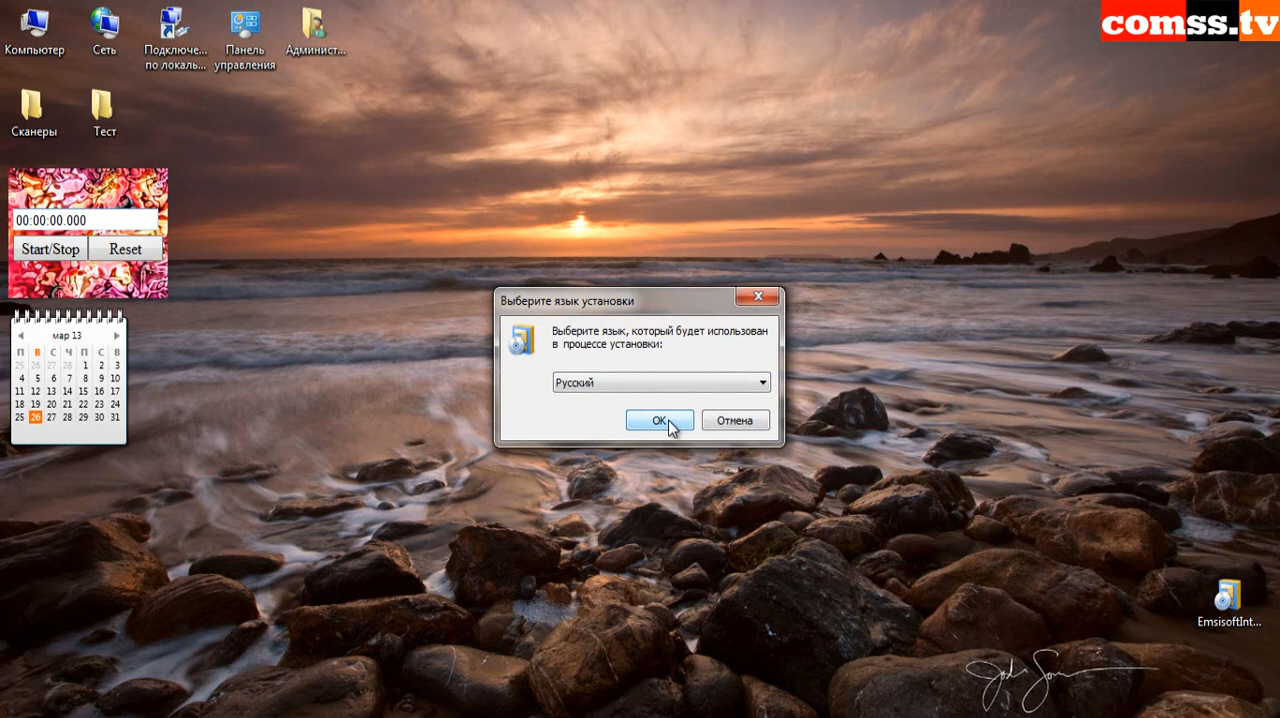 comss.tv
Компьютер
Сеть
Подключе...
по локаль...
Панель
управления
Админист...
Сканеры
Тест
00:00:00.000
Start/Stop
Reset
мар 13
П В С Ч П С В
25 26 27 28 1 2 3
4 5 6 7 8 9 10
11 12 13 14 15 16 17
18 19 20 21 22 23 24
25 26 27 28 29 30 31
Выберите язык установки
Выберите язык, который будет использован
в процессе установки:
Русский
OK
Отмена
EmsisoftInt...